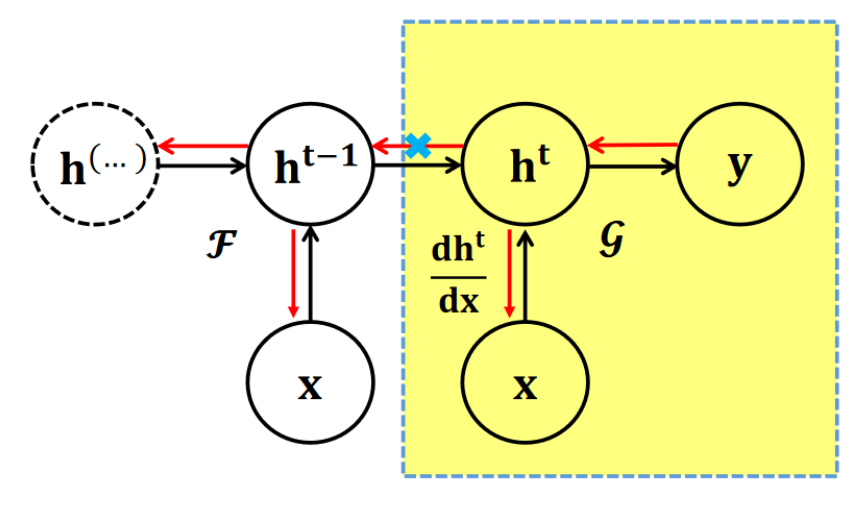 h^(...)
h^{t-1}
h^t
y
ℱ
dh^t
dx
𝒢
x
x